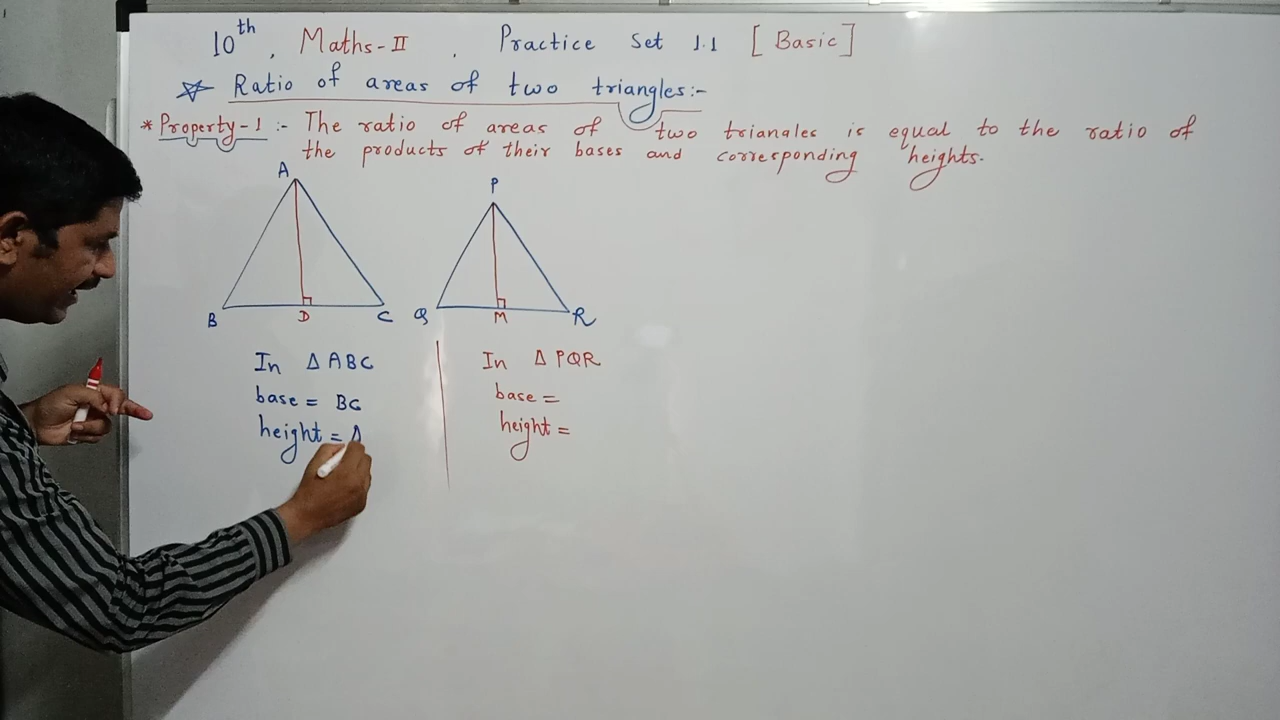 10th, Maths-II . Practice Set 1.1 [Basic]
☆ Ratio of areas of two triangles:-
* Property-1 :- The ratio of areas of two trianales is equal to the ratio of
the products of their bases and corresponding heights.
A
P
B D C Q M R
In Δ ABC
base = BC
height = A
In Δ PQR
base =
height =